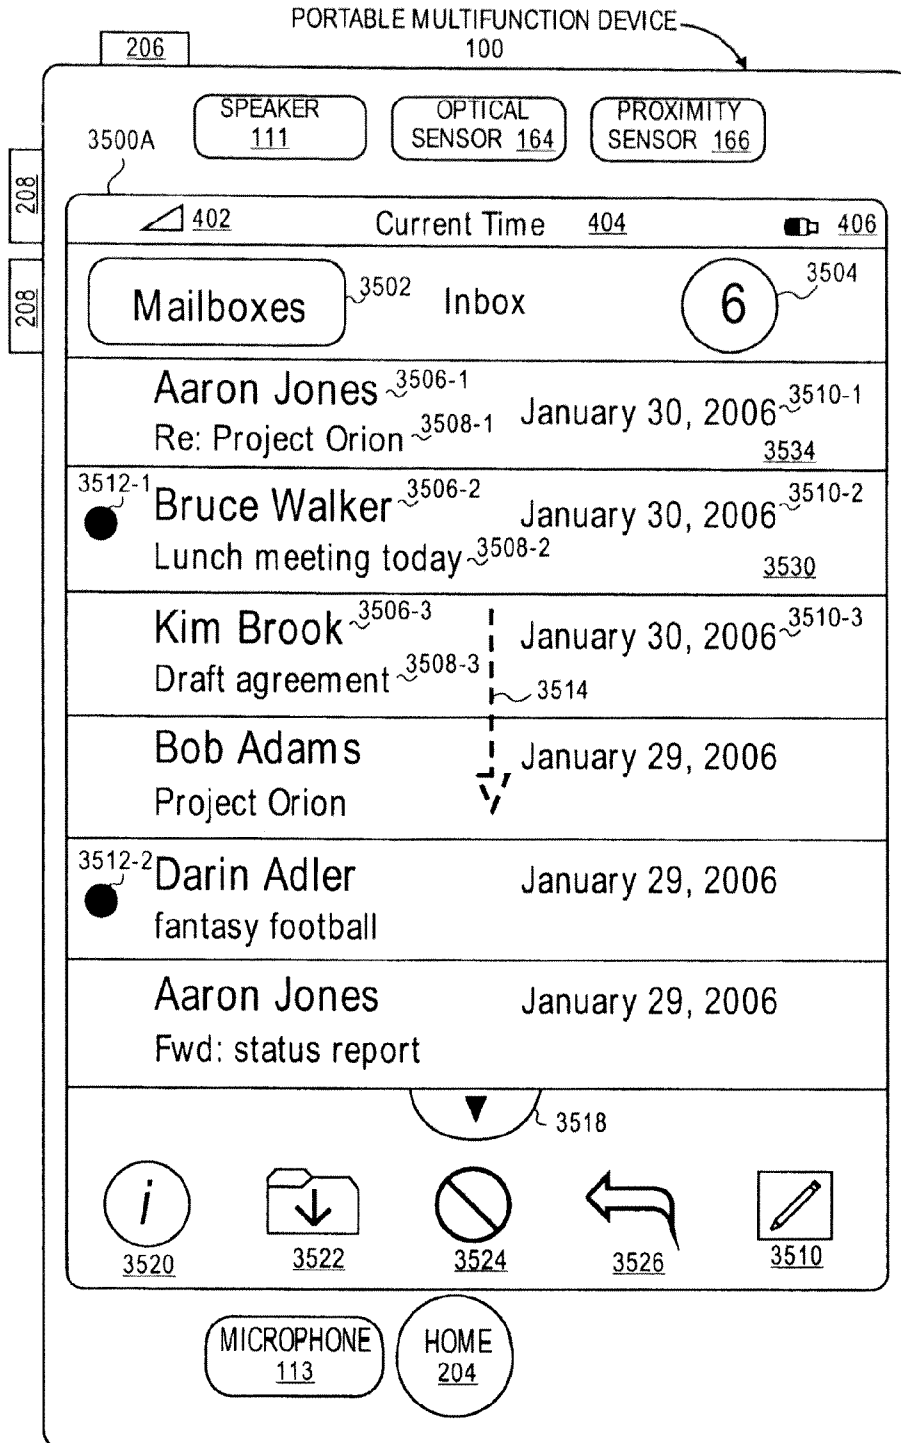 PORTABLE MULTIFUNCTION DEVICE
100
206
SPEAKER
111
OPTICAL
SENSOR 164
PROXIMITY
SENSOR 166
3500A
208
208
402 Current Time 404 406
Mailboxes 3502 Inbox 6 3504
Aaron Jones 3506-1
January 30, 2006 3510-1
Re: Project Orion 3508-1
3534
3512-1
Bruce Walker 3506-2
January 30, 2006 3510-2
Lunch meeting today 3508-2
3530
Kim Brook 3506-3
January 30, 2006 3510-3
Draft agreement 3508-3
3514
Bob Adams
January 29, 2006
Project Orion
3512-2
Darin Adler
January 29, 2006
fantasy football
Aaron Jones
January 29, 2006
Fwd: status report
3518
i
3520 3522 3524 3526 3510
MICROPHONE
113
HOME
204